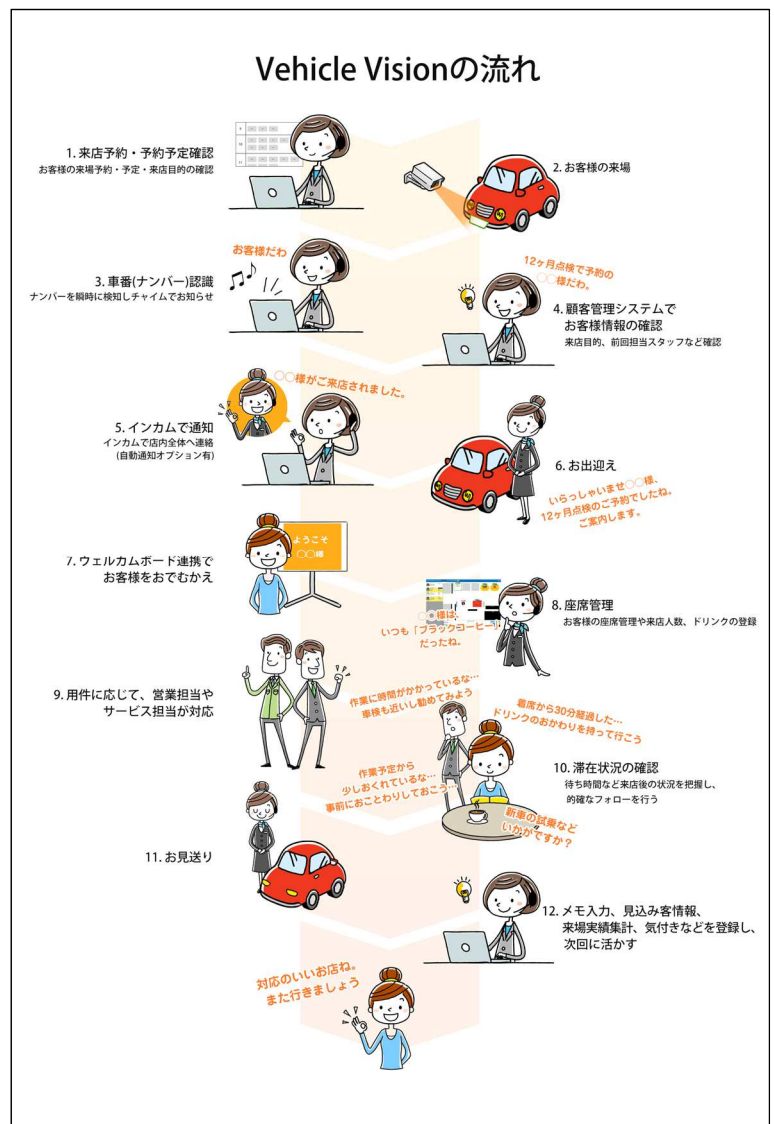 Vehicle Visionの流れ
1. 来店予約・予約予定確認
お客様の来場予約・予定・来店目的の確認
2. お客様の来場
お客様だわ
3. 車番(ナンバー)認識
ナンバーを瞬時に検知しチャイムでお知らせ
12ヶ月点検で予約の
○○様だわ。
4. 顧客管理システムで
お客様情報の確認
来店目的、前回担当スタッフなど確認
○○様がご来店されました。
5. インカムで通知
インカムで店内全体へ連絡
(自動通知オプション有)
6. お出迎え
いらっしゃいませ○○様、
12ヶ月点検のご予約でしたね。
ご案内します。
ようこそ
○○様
7. ウェルカムボード連携で
お客様をおでむかえ
○○様は、
いつも「ブラックコーヒー」
だったね。
8. 座席管理
お客様の座席管理や来店人数、ドリンクの登録
9. 用件に応じて、営業担当や
サービス担当が対応
作業に時間がかかっているな…
車検も近いし勧めてみよう
着席から30分経過した…
ドリンクのおかわりを持って行こう
作業予定から
少しおくれているな…
事前におことわりしておこう…
10. 滞在状況の確認
待ち時間など来店後の状況を把握し、
的確なフォローを行う
新車の試乗など
いかがですか？
11. お見送り
12. メモ入力、見込み客情報、
来場実績集計、気付きなどを登録し、
次回に活かす
対応のいいお店ね。
また行きましょう